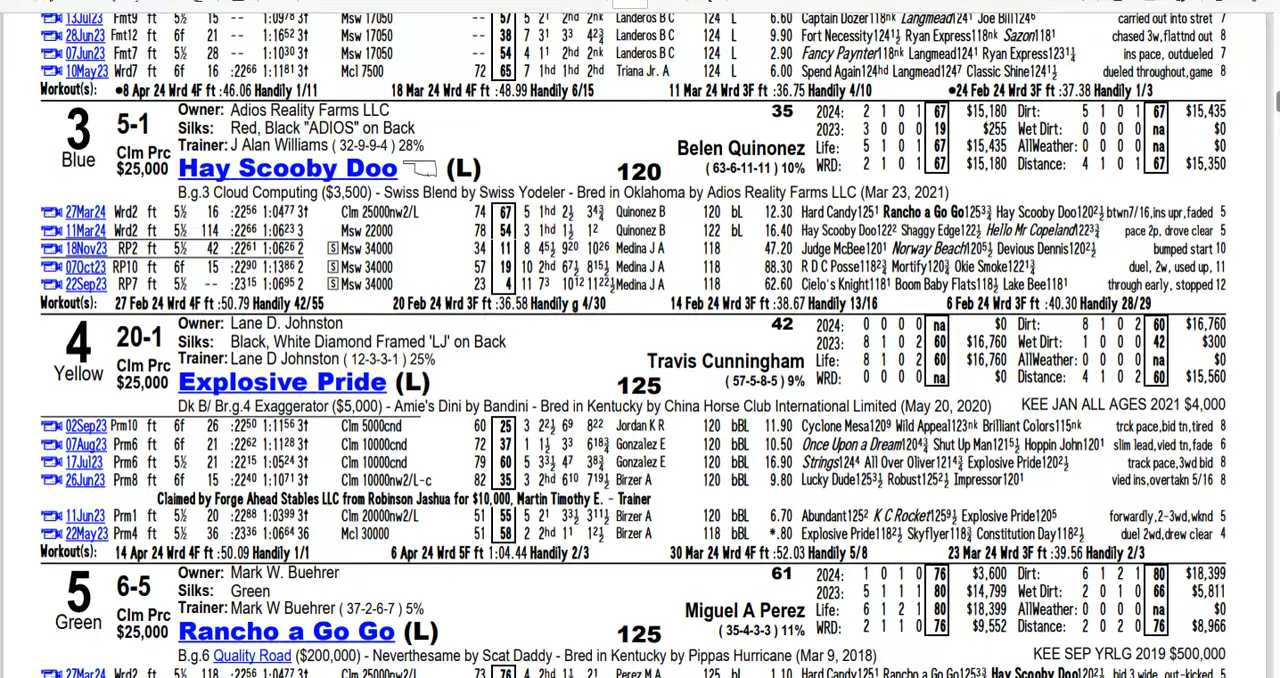 13Jul23 Fmt9 ft 5½ 15 -- 1:09⁷⁸ 3↑ Msw 17050 -- 57 5 2¹ 2hd 2nk Landeros B C 124 L 6.60 Captain Dozer118nk Langmead124¹ Joe Bill124⁶ carried out into stret 7
28Jun23 Fmt12 ft 6f 21 -- 1:16⁵² 3↑ Msw 17050 -- 38 7 3¹ 3³ 42¾ Landeros B C 124 L 9.90 Fort Necessity124¹½ Ryan Express118nk Sazon118¹ chased 3w,flattnd out 8
07Jun23 Fmt7 ft 5½ 28 -- 1:10³⁰ 3↑ Msw 17050 -- 54 4 1¹ 2hd 2nk Landeros B C 124 L 2.90 Fancy Paynter118nk Langmead124¹ Ryan Express123¹¼ ins pace, outdueled 7
10May23 Wrd7 ft 6f 16 :22⁶⁶ 1:11⁸¹ 3↑ Mcl 7500 72 65 7 1hd 1hd 2hd Triana Jr. A 124 L 6.00 Spend Again124hd Langmead124⁷ Classic Shine124¹½ dueled throughout,game 8
Workout(s): ●8 Apr 24 Wrd 4F ft :46.06 Handily 1/11 18 Mar 24 Wrd 4F ft :48.99 Handily 6/15 11 Mar 24 Wrd 3F ft :36.75 Handily 4/10 ●24 Feb 24 Wrd 3F ft :37.38 Handily 1/3
3
Blue
5-1
Clm Prc
$25,000
Owner: Adios Reality Farms LLC
Silks: Red, Black "ADIOS" on Back
Trainer: J Alan Williams ( 32-9-9-4 ) 28%
Hay Scooby Doo (L)
35
Belen Quinonez
120 ( 63-6-11-11 ) 10%
2024: 2 1 0 1 67 $15,180 Dirt: 5 1 0 1 67 $15,435
2023: 3 0 0 0 19 $255 Wet Dirt: 0 0 0 0 na $0
Life: 5 1 0 1 67 $15,435 AllWeather: 0 0 0 0 na $0
WRD: 2 1 0 1 67 $15,180 Distance: 4 1 0 1 67 $15,350
B.g.3 Cloud Computing ($3,500) - Swiss Blend by Swiss Yodeler - Bred in Oklahoma by Adios Reality Farms LLC (Mar 23, 2021)
27Mar24 Wrd2 ft 5½ 16 :22⁵⁶ 1:04⁷⁷ 3↑ Clm 25000nw2/L 74 67 5 1hd 2½ 3⁴¾ Quinonez B 120 bL 12.30 Hard Candy125¹ Rancho a Go Go125³¾ Hay Scooby Doo120²½ btwn7/16,ins upr,faded 5
11Mar24 Wrd2 ft 5½ 114 :22⁶⁶ 1:06²³ 3 Msw 22000 78 54 3 1hd 1½ 1² Quinonez B 122 bL 16.40 Hay Scooby Doo122² Shaggy Edge122½ Hello Mr Copeland122³¾ pace 2p, drove clear 5
18Nov23 RP2 ft 5½ 42 :22⁶¹ 1:06²⁶ 2 S Msw 34000 34 11 8 4⁵½ 9²⁰ 10²⁶ Medina J A 118 47.20 Judge McBee120¹ Norway Beach120⁵½ Devious Dennis120²½ bumped start 10
07Oct23 RP10 ft 6f 15 :22⁹⁰ 1:13⁸⁶ 2 S Msw 34000 57 19 10 2hd 6⁷½ 8¹⁵½ Medina J A 118 88.30 R D C Posse118²¾ Mortify120¾ Okie Smoke122¹¾ duel, 2w, used up, 11
22Sep23 RP7 ft 5½ -- :23¹⁵ 1:06⁹⁵ 2 S Msw 34000 23 4 11 7³ 10¹² 11²²½ Medina J A 118 62.60 Cielo's Knight118¹ Boom Baby Flats118½ Lake Bee118¹ through early, stopped 12
Workout(s): 27 Feb 24 Wrd 4F ft :50.79 Handily 42/55 20 Feb 24 Wrd 3F ft :36.58 Handily g 4/30 14 Feb 24 Wrd 3F ft :38.67 Handily 13/16 6 Feb 24 Wrd 3F ft :40.30 Handily 28/29
4
Yellow
20-1
Clm Prc
$25,000
Owner: Lane D. Johnston
Silks: Black, White Diamond Framed 'LJ' on Back
Trainer: Lane D Johnston ( 12-3-3-1 ) 25%
Explosive Pride (L)
42
Travis Cunningham
125 ( 57-5-8-5 ) 9%
2024: 0 0 0 0 na $0 Dirt: 8 1 0 2 60 $16,760
2023: 8 1 0 2 60 $16,760 Wet Dirt: 1 0 0 0 42 $300
Life: 8 1 0 2 60 $16,760 AllWeather: 0 0 0 0 na $0
WRD: 0 0 0 0 na $0 Distance: 4 1 0 2 60 $15,560
Dk B/ Br.g.4 Exaggerator ($5,000) - Amie's Dini by Bandini - Bred in Kentucky by China Horse Club International Limited (May 20, 2020) KEE JAN ALL AGES 2021 $4,000
02Sep23 Prm10 ft 6f 26 :22⁵⁰ 1:11⁵⁶ 3↑ Clm 5000cnd 60 25 3 2²½ 6⁹ 8²² Jordan K R 120 bBL 11.90 Cyclone Mesa120⁹ Wild Appeal123nk Brilliant Colors115nk trck pace,bid tn,tired 8
07Aug23 Prm6 ft 6f 21 :22⁶² 1:11²⁸ 3↑ Clm 10000cnd 72 37 1 1½ 3³ 6¹⁸¾ Gonzalez E 120 bBL 10.50 Once Upon a Dream120⁴¾ Shut Up Man121⁵½ Hoppin John120¹ slim lead,vied tn,fade 6
17Jul23 Prm6 ft 5½ 21 :22¹⁵ 1:05²⁴ 3↑ Clm 10000cnd 79 60 5 3³½ 4⁷ 3⁸¾ Gonzalez E 120 bBL 16.90 Strings124⁴ All Over Oliver121⁴¾ Explosive Pride120²½ track pace,3wd bid 8
26Jun23 Prm8 ft 6f 15 :22⁴⁰ 1:10⁷¹ 3↑ Clm 10000nw2/L-c 82 35 3 2hd 6¹⁰ 7¹⁹½ Birzer A 120 bBL 9.80 Lucky Dude125³½ Robust125²½ Impressor120¹ vied ins,overtakn 5/16 8
Claimed by Forge Ahead Stables LLC from Robinson Jashua for $10,000, Martin Timothy E. - Trainer
11Jun23 Prm1 ft 5½ 20 :22⁸⁸ 1:03⁹⁹ 3↑ Clm 20000nw2/L 51 55 5 2¹ 3³½ 3¹¹½ Birzer A 120 bBL 6.70 Abundant125² K C Rocket125⁹½ Explosive Pride120⁵ forwardly,2-3wd,wknd 5
22May23 Prm4 ft 5½ 36 :23³⁶ 1:06⁶⁴ 3↑ Mcl 30000 51 58 2 2hd 1¹ 1²½ Birzer A 118 bBL *.80 Explosive Pride118²½ Skyflyer118¾ Constitution Day118²½ duel 2wd,drew clear 4
Workout(s): 14 Apr 24 Wrd 4F ft :50.09 Handily 1/1 6 Apr 24 Wrd 5F ft 1:04.44 Handily 2/3 30 Mar 24 Wrd 4F ft :52.03 Handily 5/8 23 Mar 24 Wrd 3F ft :39.56 Handily 2/3
5
Green
6-5
Clm Prc
$25,000
Owner: Mark W. Buehrer
Silks: Green
Trainer: Mark W Buehrer ( 37-2-6-7 ) 5%
Rancho a Go Go (L)
61
Miguel A Perez
125 ( 35-4-3-3 ) 11%
2024: 1 0 1 0 76 $3,600 Dirt: 6 1 2 1 80 $18,399
2023: 5 1 1 1 80 $14,799 Wet Dirt: 2 0 1 0 66 $5,811
Life: 6 1 2 1 80 $18,399 AllWeather: 0 0 0 0 na $0
WRD: 2 1 1 0 76 $9,552 Distance: 2 0 2 0 76 $8,966
B.g.6 Quality Road ($200,000) - Neverthesame by Scat Daddy - Bred in Kentucky by Pippas Hurricane (Mar 9, 2018) KEE SEP YRLG 2019 $500,000
27Mar24 Wrd2 ft 5½ 118 :22⁵⁶ 1:04⁷⁷ 3↑ Clm 25000nw2/L 73 76 4 2hd 1½ 2¹ Perez M A 125 bL 1.10 Hard Candy125¹ Rancho a Go Go125³¾ Hay Scooby Doo120²½ bid 3 wide, out-kicked 5